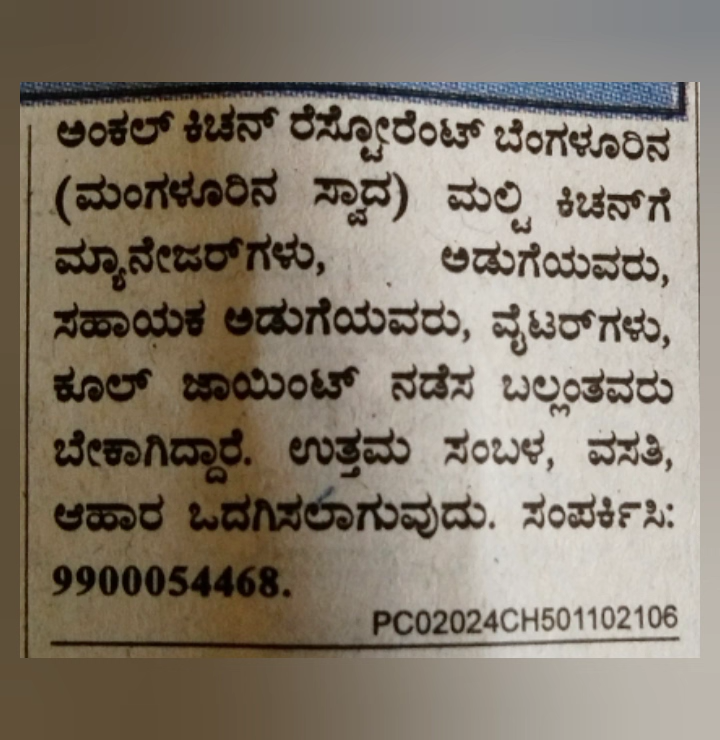 ಅಂಕಲ್ ಕಿಚನ್ ರೆಸ್ಟೋರೆಂಟ್ ಬೆಂಗಳೂರಿನ
(ಮಂಗಳೂರಿನ ಸ್ವಾದ) ಮಲ್ಟಿ ಕಿಚನ್‌ಗೆ
ಮ್ಯಾನೇಜರ್‌ಗಳು, ಅಡುಗೆಯವರು,
ಸಹಾಯಕ ಅಡುಗೆಯವರು, ವೈಟರ್‌ಗಳು,
ಕೂಲ್ ಜಾಯಿಂಟ್ ನಡೆಸ ಬಲ್ಲಂತವರು
ಬೇಕಾಗಿದ್ದಾರೆ. ಉತ್ತಮ ಸಂಬಳ, ವಸತಿ,
ಆಹಾರ ಒದಗಿಸಲಾಗುವುದು. ಸಂಪರ್ಕಿಸಿ:
9900054468.
PC02024CH501102106